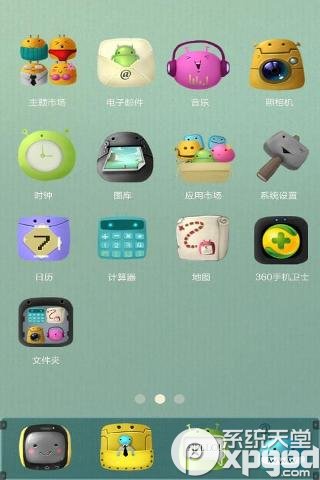 主题市场 电子邮件 音乐 照相机
时钟 图库 应用市场 系统设置
7
日历 计算器 地图 360手机卫士
文件夹
系统天堂
xpgod.com